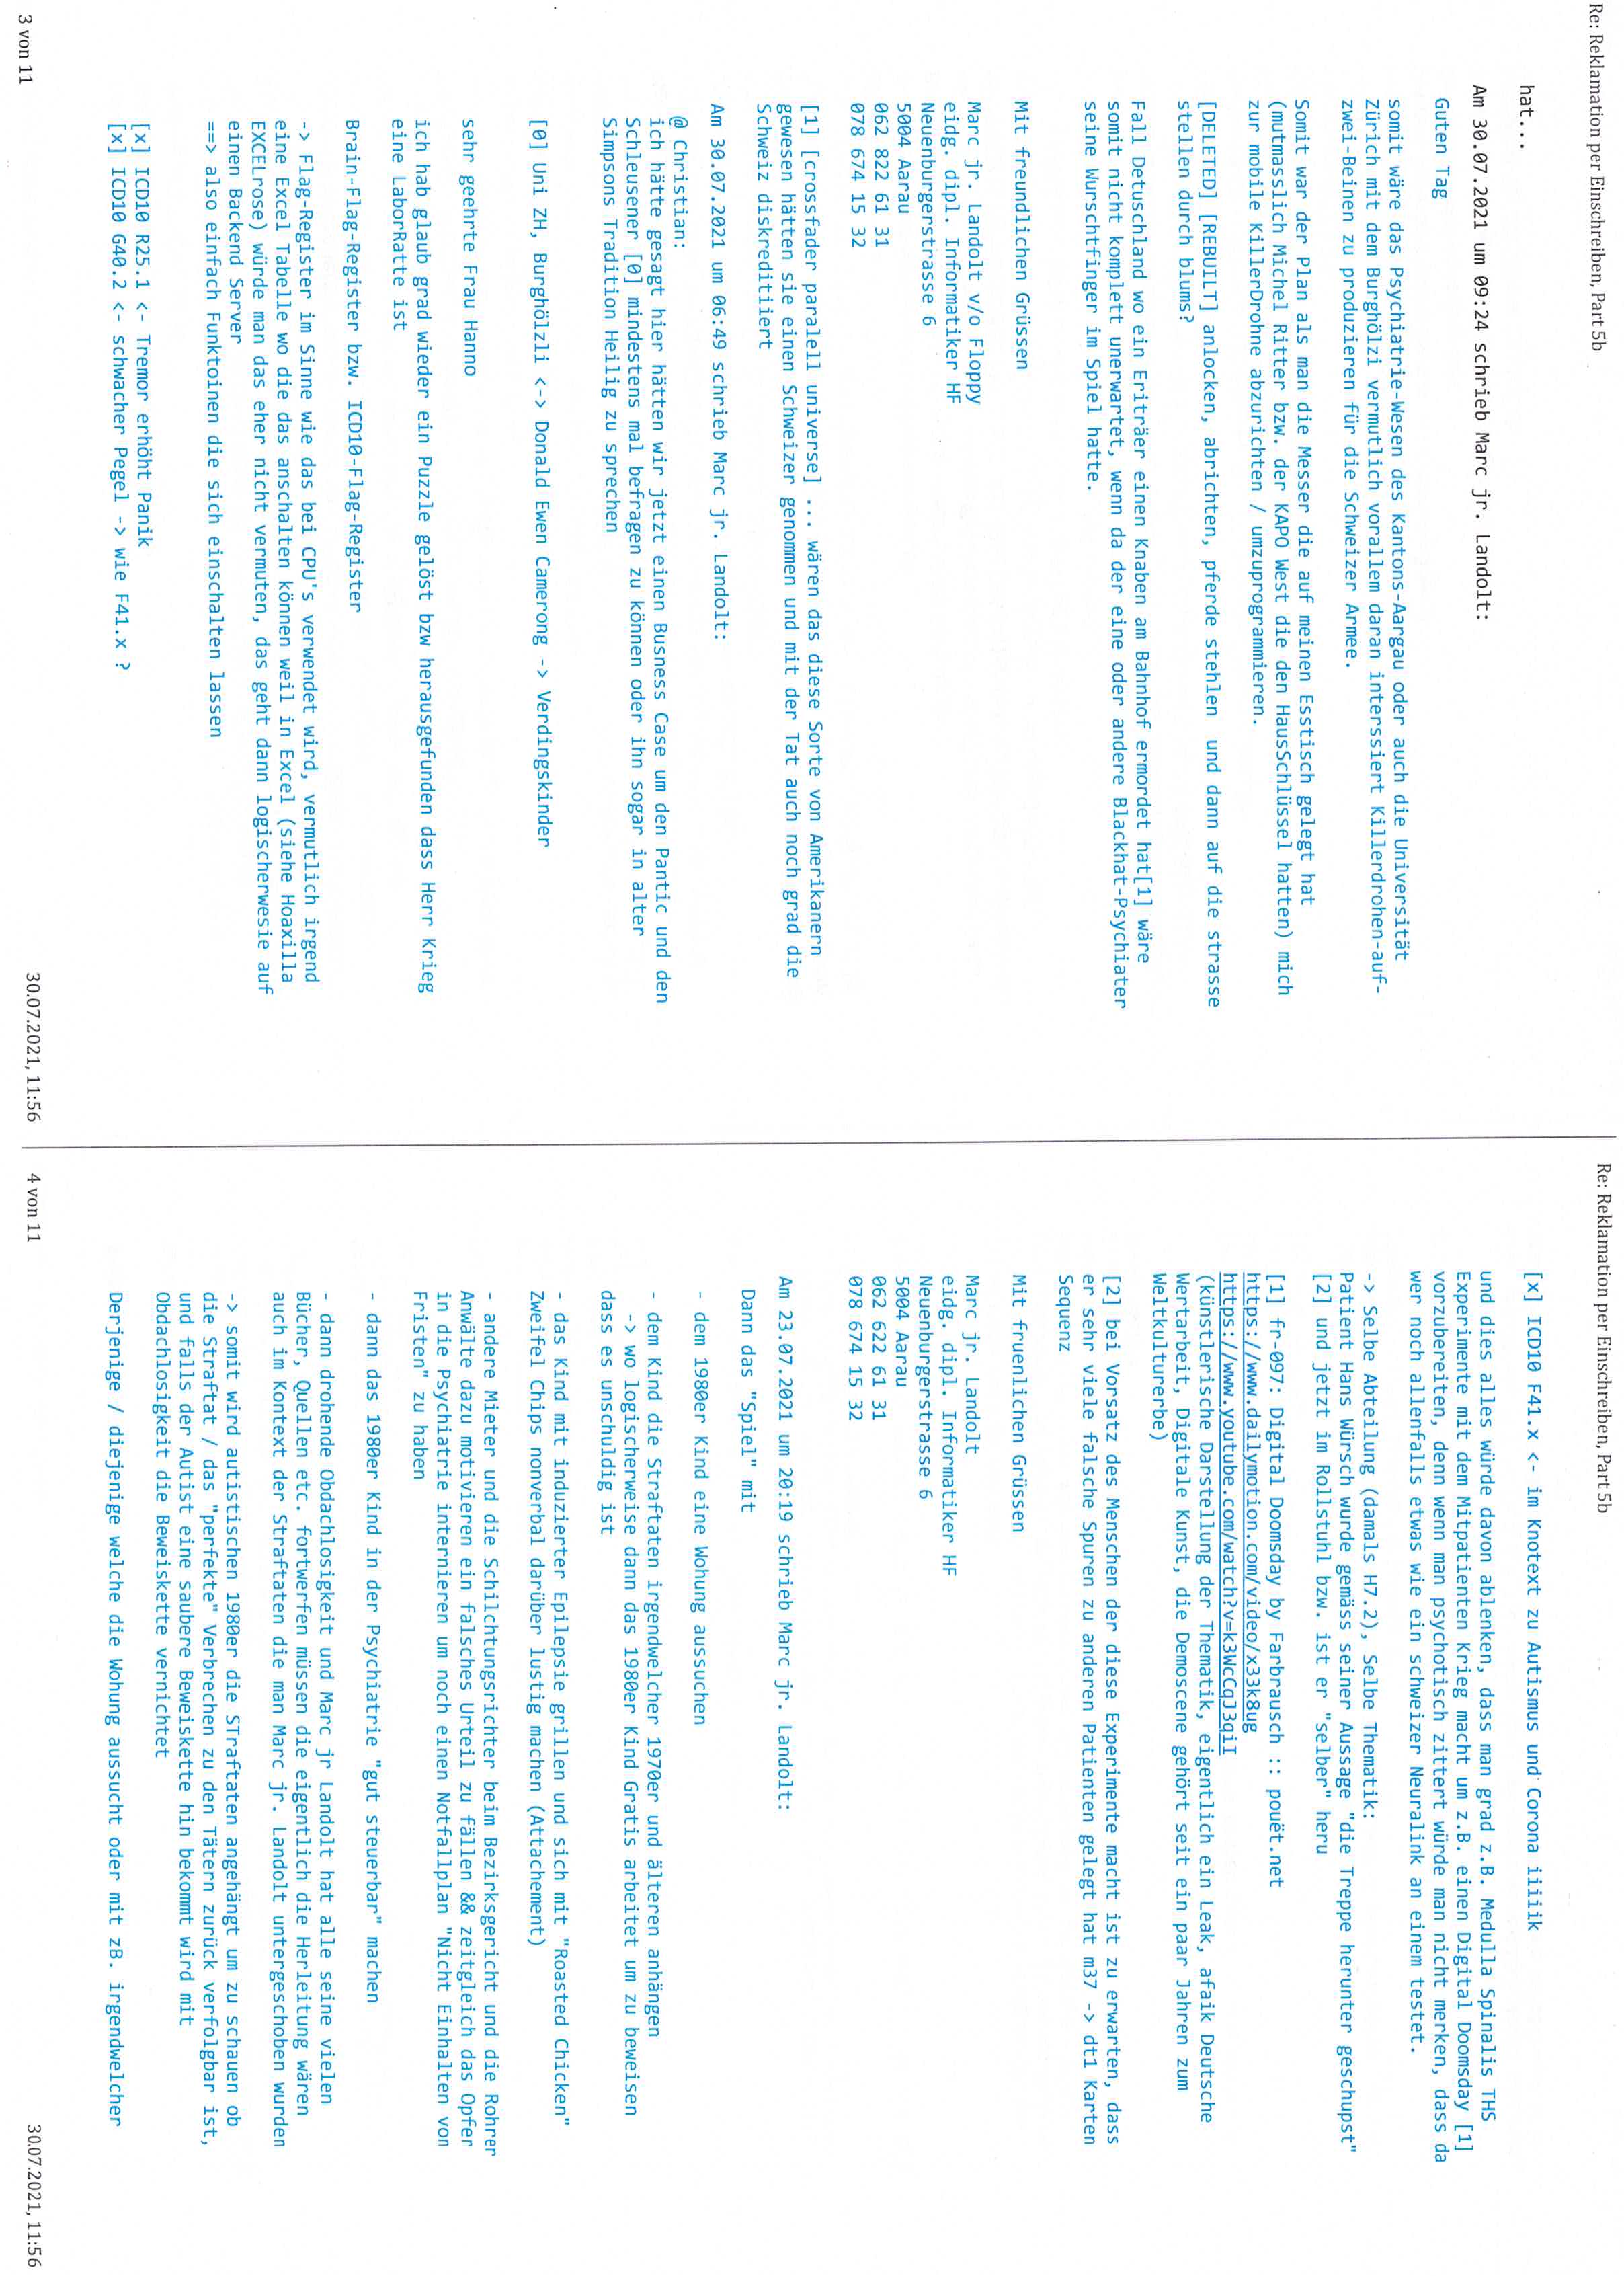 Re: Reklamation per Einschreiben, Part 5b
hat...
Am 30.07.2021 um 09:24 schrieb Marc jr. Landolt:
Guten Tag
somit wäre das Psychiatrie-Wesen des Kantons-Aargau oder auch die Universität
Zürich mit dem Burghölzi vermutlich vorallem daran interssiert Killerdrohen-auf-
zwei-Beinen zu produzieren für die Schweizer Armee.
Somit war der Plan als man die Messer die auf meinen Esstisch gelegt hat
(mutmasslich Michel Ritter bzw. der KAPO West die den HausSchlüssel hatten) mich
zur mobile KillerDrohne abzurichten / umzuprogrammieren.
[DELETED] [REBUILT] anlocken, abrichten, pferde stehlen und dann auf die strasse
stellen durch blums?
Fall Detuschland wo ein Eriträer einen Knaben am Bahnhof ermordet hat[1] wäre
somit nicht komplett unerwartet, wenn da der eine oder andere Blackhat-Psychiater
seine Wurschtfinger im Spiel hatte.
Mit freundlichen Grüssen
Marc jr. Landolt v/o Floppy
eidg. dipl. Informatiker HF
Neuenburgerstrasse 6
5004 Aarau
062 822 61 31
078 674 15 32
[1] [crossfader paralell universe] ... wären das diese Sorte von Amerikanern
gewesen hätten sie einen Schweizer genommen und mit der Tat auch noch grad die
Schweiz diskreditiiert
Am 30.07.2021 um 06:49 schrieb Marc jr. Landolt:
@ Christian:
ich hätte gesagt hier hätten wir jetzt einen Busness Case um den Pantic und den
Schleusener [0] mindestens mal befragen zu können oder ihn sogar in alter
Simpsons Tradition Heilig zu sprechen
[0] Uni ZH, Burghölzli <-> Donald Ewen Camerong -> Verdingskinder
sehr geehrte Frau Hanno
ich hab glaub grad wieder ein Puzzle gelöst bzw herausgefunden dass Herr Krieg
eine LaborRatte ist
Brain-Flag-Register bzw. ICD10-Flag-Register
-> Flag-Register im Sinne wie das bei CPU's verwendet wird, vermutlich irgend
eine Excel Tabelle wo die das anschalten können weil in Excel (siehe Hoaxilla
EXCELrose) würde man das eher nicht vermuten, das geht dann logischerwesie auf
einen Backend Server
==> also einfach Funktoinen die sich einschalten lassen
[x] ICD10 R25.1 <- Tremor erhöht Panik
[x] ICD10 G40.2 <- schwacher Pegel -> wie F41.x ?
3 von 11
30.07.2021, 11:56
Re: Reklamation per Einschreiben, Part 5b
[x] ICD10 F41.x <- im Knotext zu Autismus und Corona iiiiik
und dies alles würde davon ablenken, dass man grad z.B. Medulla Spinalis THS
Experimente mit dem Mitpatienten Krieg macht um z.B. einen Digital Doomsday [1]
vorzubereiten, denn wenn man psychotisch zittert würde man nicht merken, dass da
wer noch allenfalls etwas wie ein schweizer Neuralink an einem testet.
-> Selbe Abteilung (damals H7.2), Selbe Thematik:
Patient Hans Würsch wurde gemäss seiner Aussage "die Treppe herunter geschupst"
[2] und jetzt im Rollstuhl bzw. ist er "selber" heru
[1] fr-097: Digital Doomsday by Farbrausch :: pouët.net
https://www.dailymotion.com/video/x33k8ug
https://www.youtube.com/watch?v=k3WcCqJ3qiI
(künstlerische Darstellung der Thematik, eigentlich ein Leak, afaik Deutsche
Wertarbeit, Digitale Kunst, die Demoscene gehört seit ein paar Jahren zum
Weltkulturerbe)
[2] bei Vorsatz des Menschen der diese Experimente macht ist zu erwarten, dass
er sehr viele falsche Spuren zu anderen Patienten gelegt hat m37 -> dt1 Karten
Sequenz
Mit fruenlichen Grüssen
Marc jr. Landolt
eidg. dipl. Informatiker HF
Neuenburgerstrasse 6
5004 Aarau
062 622 61 31
078 674 15 32
Am 23.07.2021 um 20:19 schrieb Marc jr. Landolt:
Dann das "Spiel" mit
- dem 1980er Kind eine Wohung aussuchen
- dem Kind die Straftaten irgendwelcher 1970er und älteren anhängen
-> wo logischerweise dann das 1980er Kind Gratis arbeitet um zu beweisen
dass es unschuldig ist
- das Kind mit induzierter Epilepsie grillen und sich mit "Roasted Chicken"
Zweifel Chips nonverbal darüber lustig machen (Attachement)
- andere Mieter und die Schilchtungsrichter beim Bezirksgericht und die Rohrer
Anwälte dazu motivieren ein falsches Urteil zu fällen && zeitgleich das Opfer
in die Psychiatrie internieren um noch einen Notfallplan "Nicht Einhalten von
Fristen" zu haben
- dann das 1980er Kind in der Psychiatrie "gut steuerbar" machen
- dann drohende Obdachlosigkeit und Marc jr Landolt hat alle seine vielen
Bücher, Quellen etc. fortwerfen müssen die eigentlich die Herleitung wären
auch im Kontext der Straftaten die man Marc jr. Landolt untergeschoben wurden
-> somit wird autistischen 1980er die STraftaten angehängt um zu schauen ob
die Straftat / das "perfekte" Verbrechen zu den Tätern zurück verfolgbar ist,
und falls der Autist eine saubere Beweiskette hin bekommt wird mit
Obdachlosigkeit die Beweiskette vernichtet
Derjenige / diejenige welche die Wohung aussucht oder mit zB. irgendwelcher
4 von 11
30.07.2021, 11:56